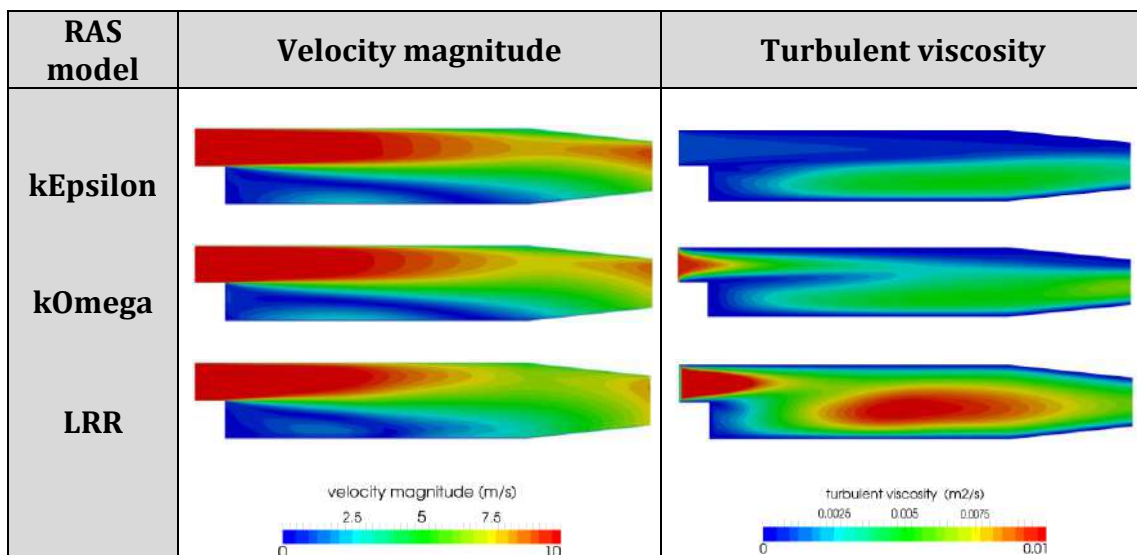 RAS
model
Velocity magnitude
Turbulent viscosity
kEpsilon
kOmega
LRR
velocity magnitude (m/s)
2.5 5 7.5
0 10
turbulent viscosity (m2/s)
0.0025 0.005 0.0075
0 0.01